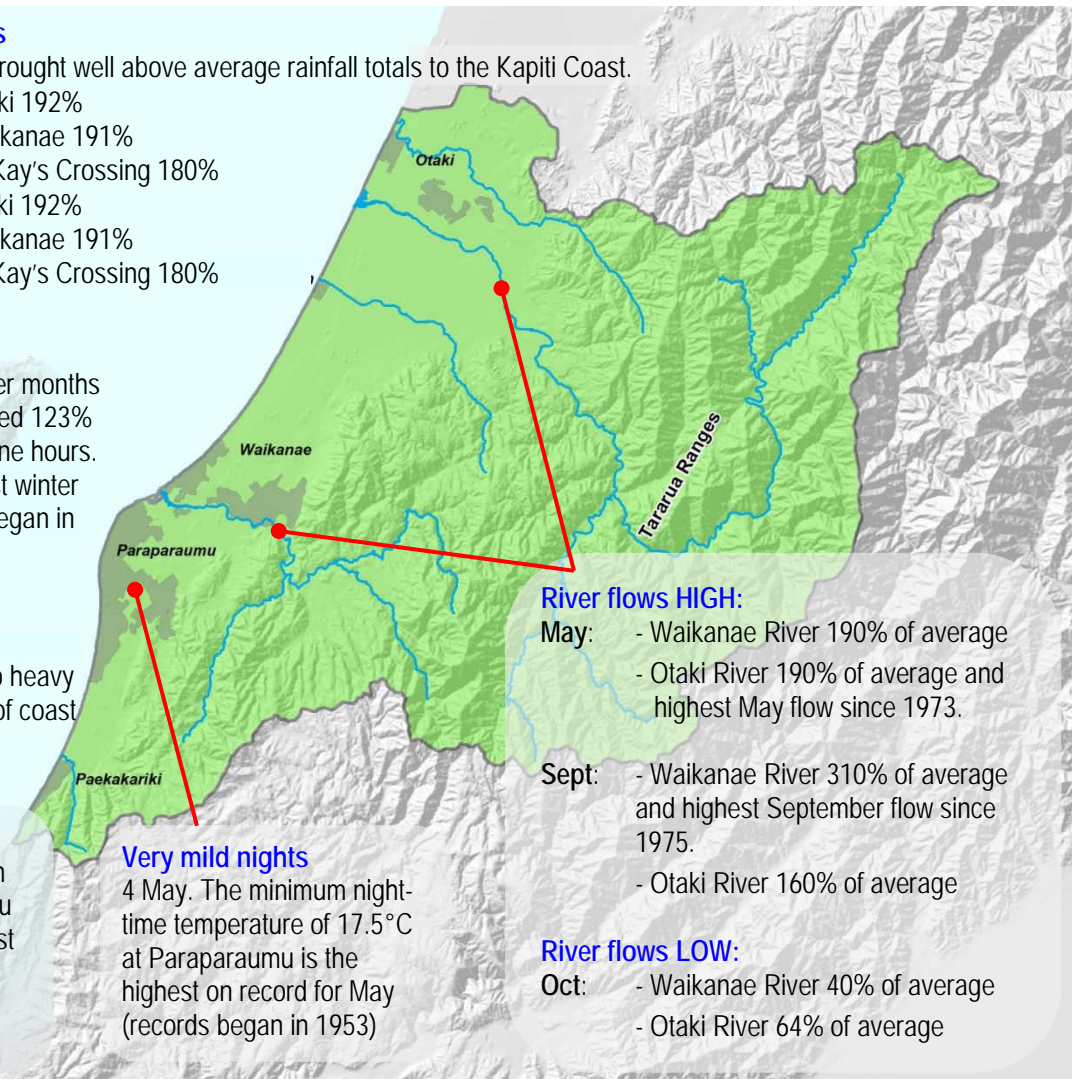 s
rought well above average rainfall totals to the Kapiti Coast.
ki 192%
kanae 191%
Kay's Crossing 180%
ki 192%
kanae 191%
Kay's Crossing 180%
er months
ed 123%
ne hours.
t winter
egan in
o heavy
of coast
n
u
st
Otaki
Waikanae
Paraparaumu
Paekakariki
Tararua Ranges
Very mild nights
4 May. The minimum night-
time temperature of 17.5°C
at Paraparaumu is the
highest on record for May
(records began in 1953)
River flows HIGH:
May: - Waikanae River 190% of average
- Otaki River 190% of average and
highest May flow since 1973.
Sept: - Waikanae River 310% of average
and highest September flow since
1975.
- Otaki River 160% of average
River flows LOW:
Oct: - Waikanae River 40% of average
- Otaki River 64% of average